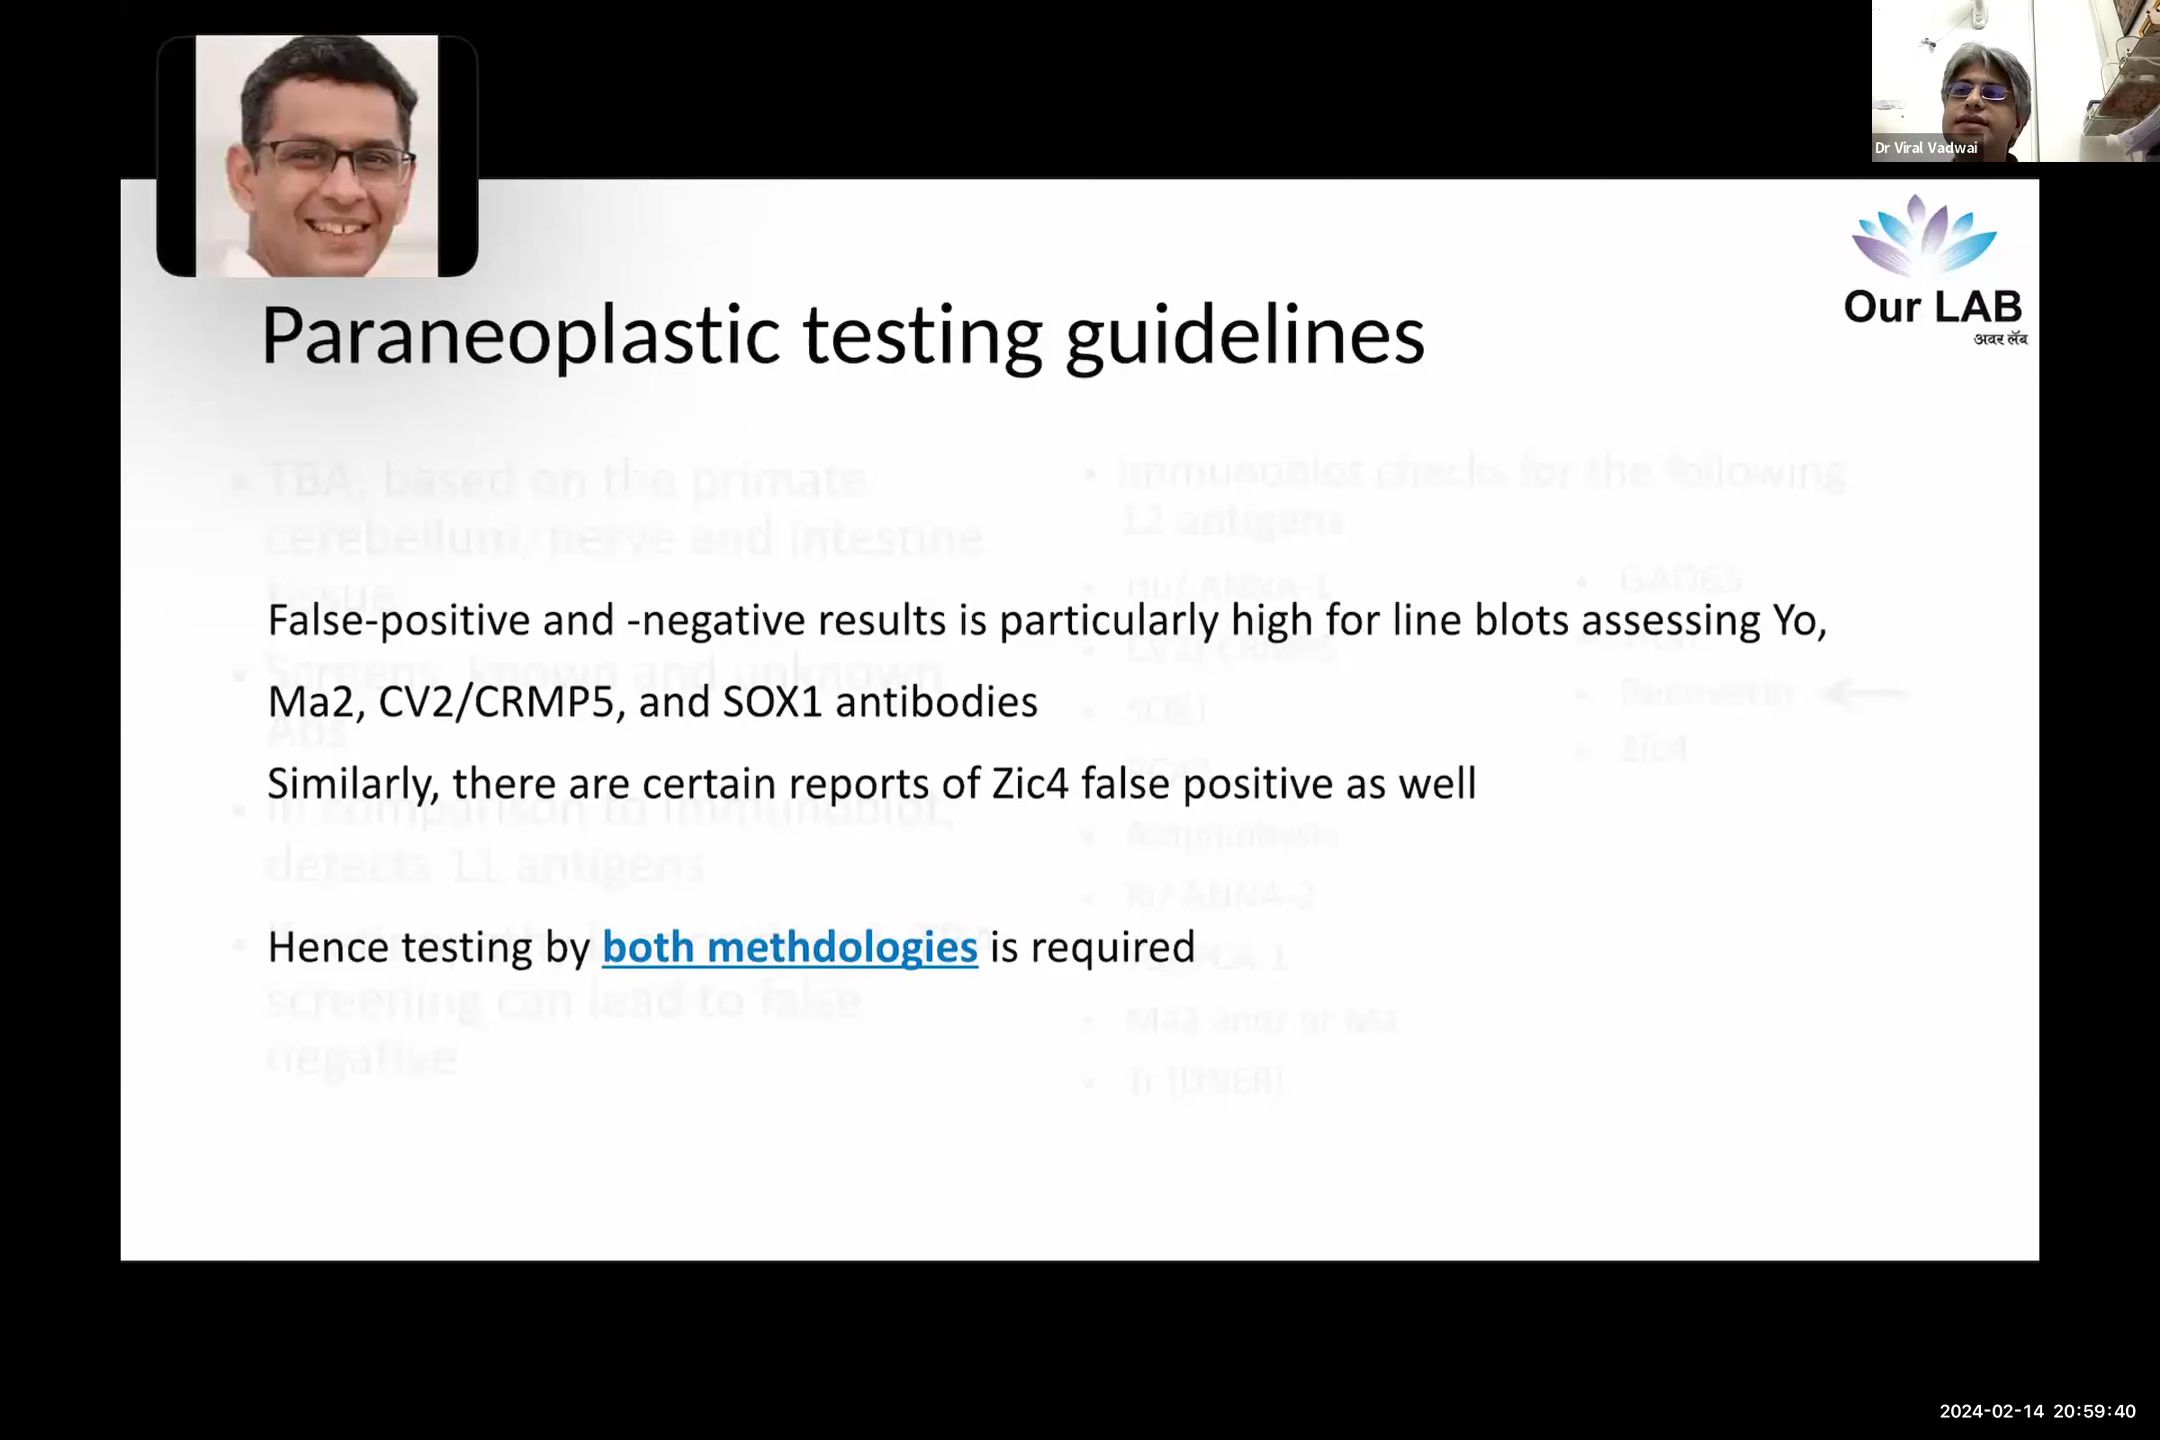 Dr Viral Vadwai
Our LAB
अवर लॅब
Paraneoplastic testing guidelines
TBA, based on the primate
cerebellum, nerve and intestine
tissue
Immunoblot checks for the following
12 antigens
Hu/ ANNA-1
GAD65
False-positive and -negative results is particularly high for line blots assessing Yo,
CV2/ CRMP5
Screens, known and unknown
Abs
Recoverin
Ma2, CV2/CRMP5, and SOX1 antibodies
SOX1
Zic4
Similarly, there are certain reports of Zic4 false positive as well
In comparison to immunoblot,
detects 11 antigens
Amphiphysin
Ri/ ANNA-2
Hence testing by both methdologies is required
screening can lead to false
negative
PCA-1
Ma2 and/ or Ma
Tr (DNER)
2024-02-14 20:59:40